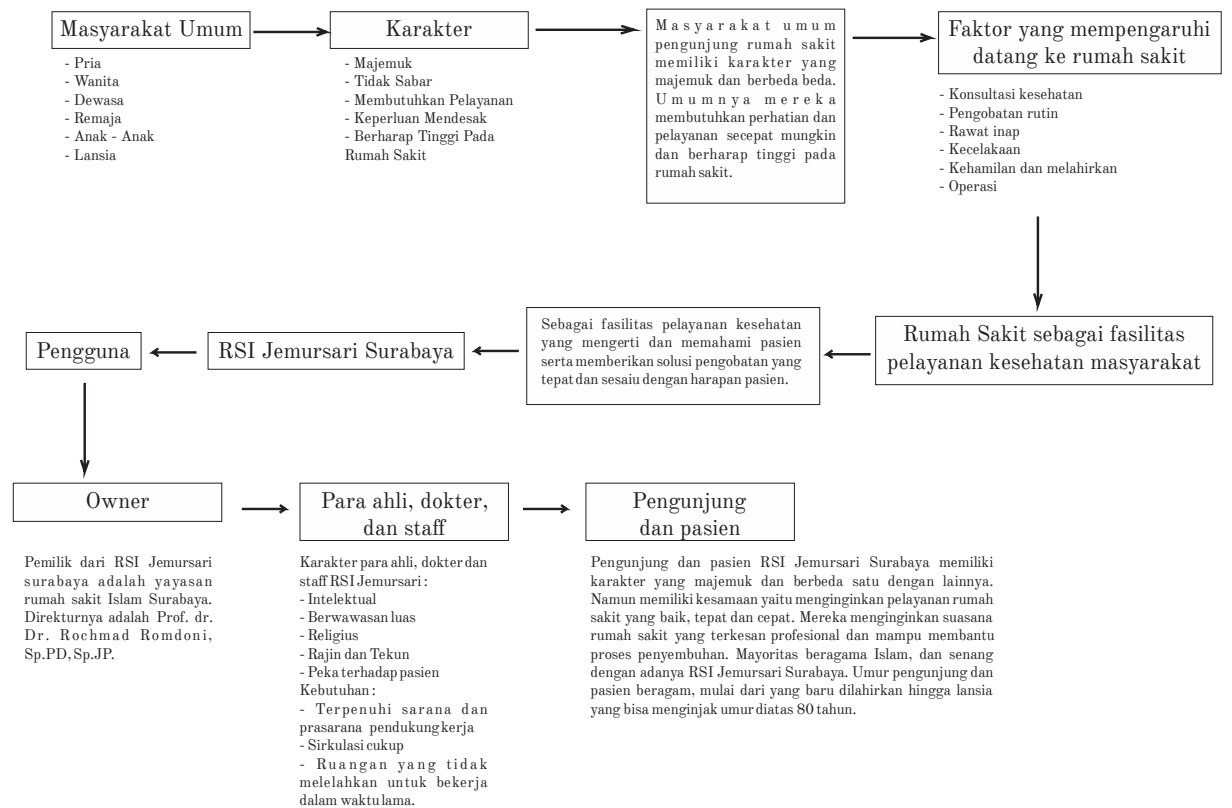 Masyarakat Umum
- Pria
- Wanita
- Dewasa
- Remaja
- Anak - Anak
- Lansia
Karakter
- Majemuk
- Tidak Sabar
- Membutuhkan Pelayanan
- Keperluan Mendesak
- Berharap Tinggi Pada
Rumah Sakit
Masyarakat umum
pengunjung rumah sakit
memiliki karakter yang
majemuk dan berbeda beda.
Umumnya mereka
membutuhkan perhatian dan
pelayanan secepat mungkin
dan berharap tinggi pada
rumah sakit.
Faktor yang mempengaruhi
datang ke rumah sakit
- Konsultasi kesehatan
- Pengobatan rutin
- Rawat inap
- Kecelakaan
- Kehamilan dan melahirkan
- Operasi
Rumah Sakit sebagai fasilitas
pelayanan kesehatan masyarakat
Sebagai fasilitas pelayanan kesehatan
yang mengerti dan memahami pasien
serta memberikan solusi pengobatan yang
tepat dan sesaiu dengan harapan pasien.
RSI Jemursari Surabaya
Pengguna
Owner
Pemilik dari RSI Jemursari
surabaya adalah yayasan
rumah sakit Islam Surabaya.
Direkturnya adalah Prof. dr.
Dr. Rochmad Romdoni,
Sp.PD, Sp.JP.
Para ahli, dokter,
dan staff
Karakter para ahli, dokter dan
staff RSI Jemursari :
- Intelektual
- Berwawasan luas
- Religius
- Rajin dan Tekun
- Peka terhadap pasien
Kebutuhan :
- Terpenuhi sarana dan
prasarana pendukung kerja
- Sirkulasi cukup
- Ruangan yang tidak
melelahkan untuk bekerja
dalam waktu lama.
Pengunjung
dan pasien
Pengunjung dan pasien RSI Jemursari Surabaya memiliki
karakter yang majemuk dan berbeda satu dengan lainnya.
Namun memiliki kesamaan yaitu menginginkan pelayanan rumah
sakit yang baik, tepat dan cepat. Mereka menginginkan suasana
rumah sakit yang terkesan profesional dan mampu membantu
proses penyembuhan. Mayoritas beragama Islam, dan senang
dengan adanya RSI Jemursari Surabaya. Umur pengunjung dan
pasien beragam, mulai dari yang baru dilahirkan hingga lansia
yang bisa menginjak umur diatas 80 tahun.